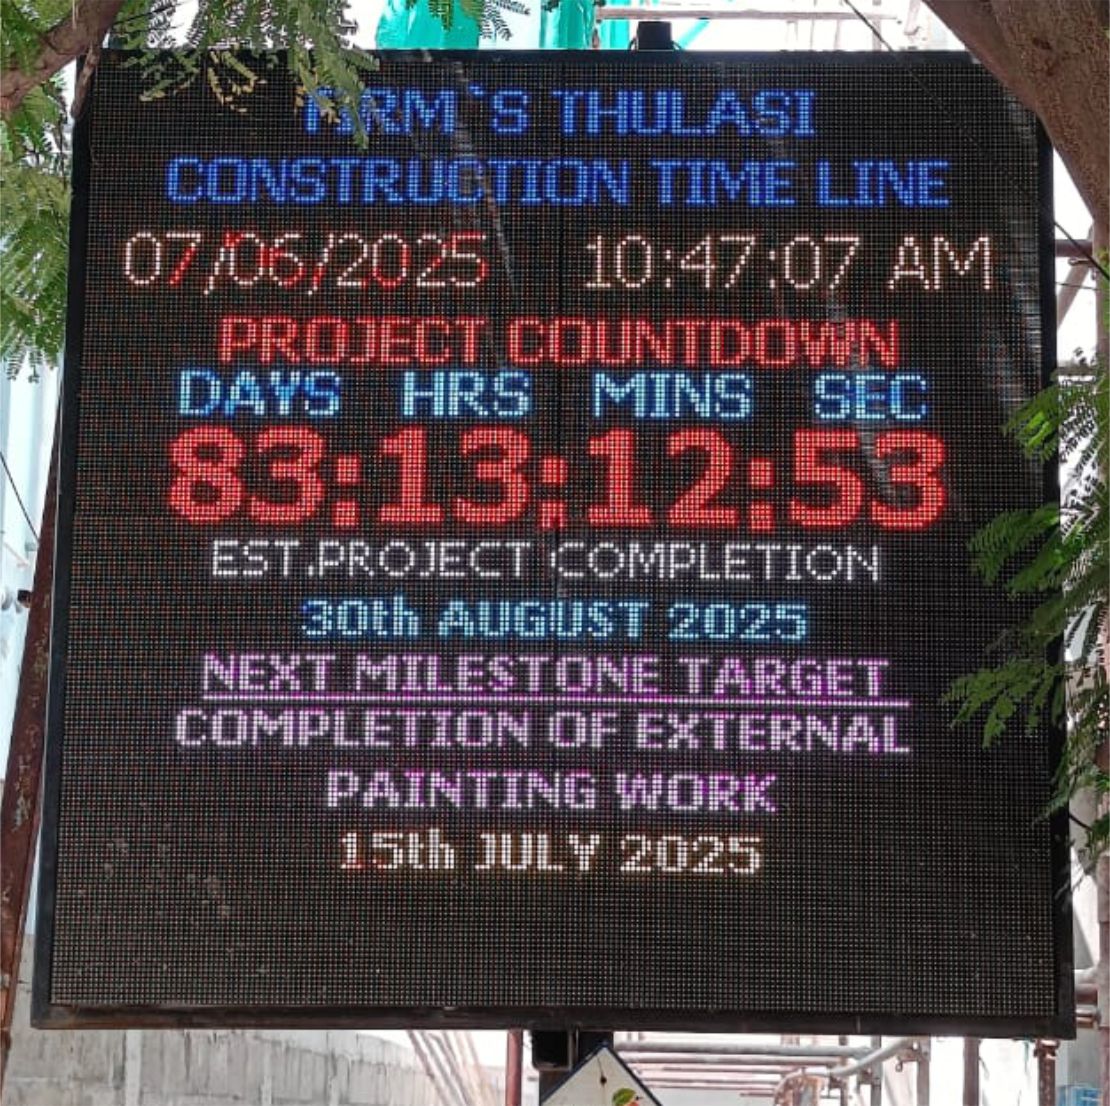 THULASI
CONSTRUCTION TIME LINE
07/06/2025 10:47:07 AM
PROJECT COUNTDOWN
DAYS HRS MINS SEC
83:13:12:53
EST.PROJECT COMPLETION
30th AUGUST 2025
NEXT MILESTONE TARGET
COMPLETION OF EXTERNAL
PAINTING WORK
15th JULY 2025